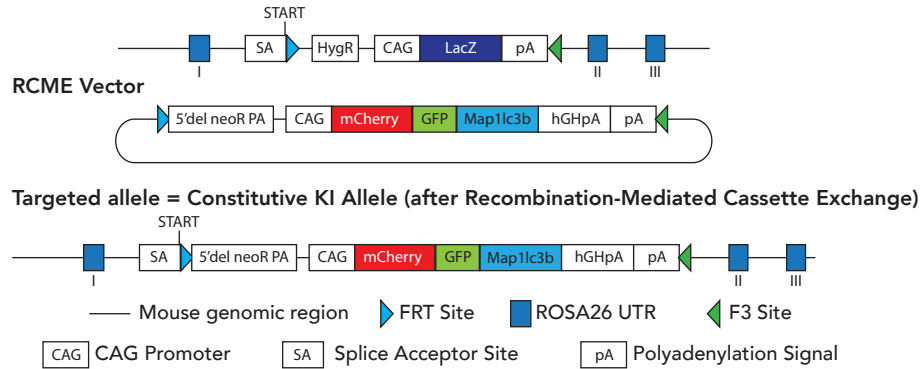 START
SA HygR CAG LacZ pA
I II III
RCME Vector
5'del neoR PA CAG mCherry GFP Map1lc3b hGHpA pA
Targeted allele = Constitutive KI Allele (after Recombination-Mediated Cassette Exchange)
START
SA 5'del neoR PA CAG mCherry GFP Map1lc3b hGHpA pA
I II III
Mouse genomic region FRT Site ROSA26 UTR F3 Site
CAG CAG Promoter SA Splice Acceptor Site pA Polyadenylation Signal